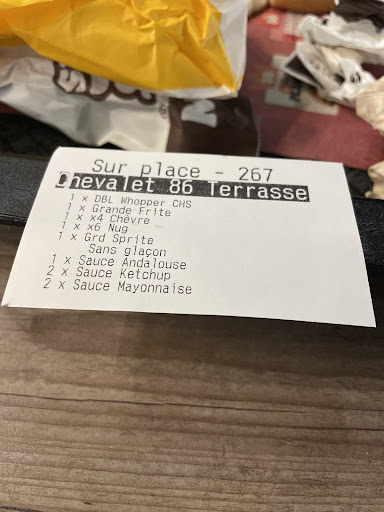 Sur place - 267
Chevalet 86 Terrasse
1 x DBL Whopper CHS
1 x Grande Frite
1 x x4 Chèvre
1 x x6 Nug
1 x Grd Sprite
Sans glaçon
1 x Sauce Andalouse
2 x Sauce Ketchup
2 x Sauce Mayonnaise